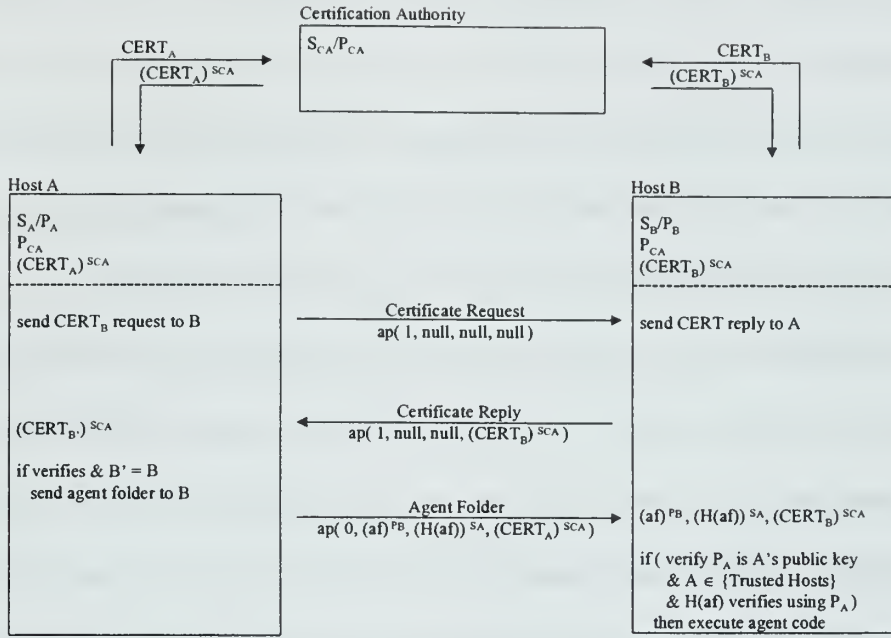 Certification Authority
S_CA/P_CA
CERT_A
(CERT_A)^SCA
CERT_B
(CERT_B)^SCA
Host A
S_A/P_A
P_CA
(CERT_A)^SCA
send CERT_B request to B
(CERT_B')^SCA
if verifies & B' = B
send agent folder to B
Certificate Request
ap( 1, null, null, null )
Certificate Reply
ap( 1, null, null, (CERT_B)^SCA)
Agent Folder
ap( 0, (af)^PB, (H(af))^SA, (CERT_A)^SCA)
Host B
S_B/P_B
P_CA
(CERT_B)^SCA
send CERT reply to A
(af)^PB, (H(af))^SA, (CERT_B)^SCA
if ( verify P_A is A's public key
& A ∈ {Trusted Hosts}
& H(af) verifies using P_A )
then execute agent code